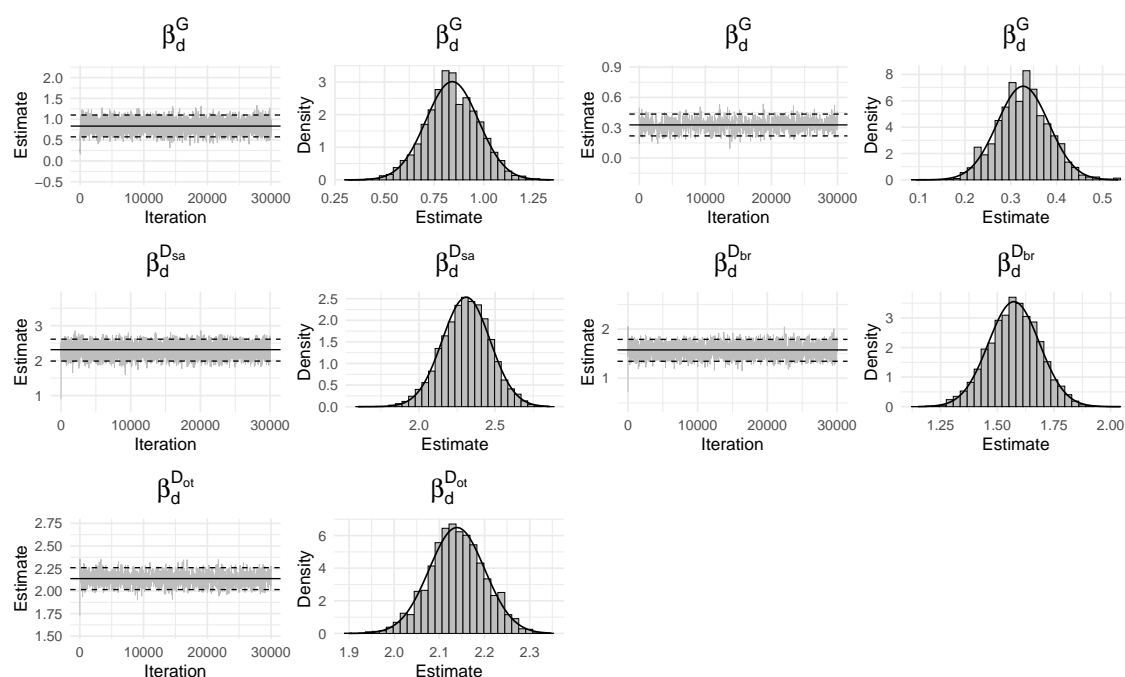 β_d^G β_d^G β_d^G β_d^G
Estimate
2.0
1.5
1.0
0.5
0.0
−0.5
0 10000 20000 30000
Iteration
Density
3
2
1
0
0.25 0.50 0.75 1.00 1.25
Estimate
Estimate
0.9
0.6
0.3
0.0
0 10000 20000 30000
Iteration
Density
8
6
4
2
0
0.1 0.2 0.3 0.4 0.5
Estimate
β_d^{D_sa} β_d^{D_sa} β_d^{D_br} β_d^{D_br}
Estimate
3
2
1
0 10000 20000 30000
Iteration
Density
2.5
2.0
1.5
1.0
0.5
0.0
2.0 2.5
Estimate
Estimate
2
1
0 10000 20000 30000
Iteration
Density
3
2
1
0
1.25 1.50 1.75 2.00
Estimate
β_d^{D_ot} β_d^{D_ot}
Estimate
2.75
2.50
2.25
2.00
1.75
1.50
0 10000 20000 30000
Iteration
Density
6
4
2
0
1.9 2.0 2.1 2.2 2.3
Estimate